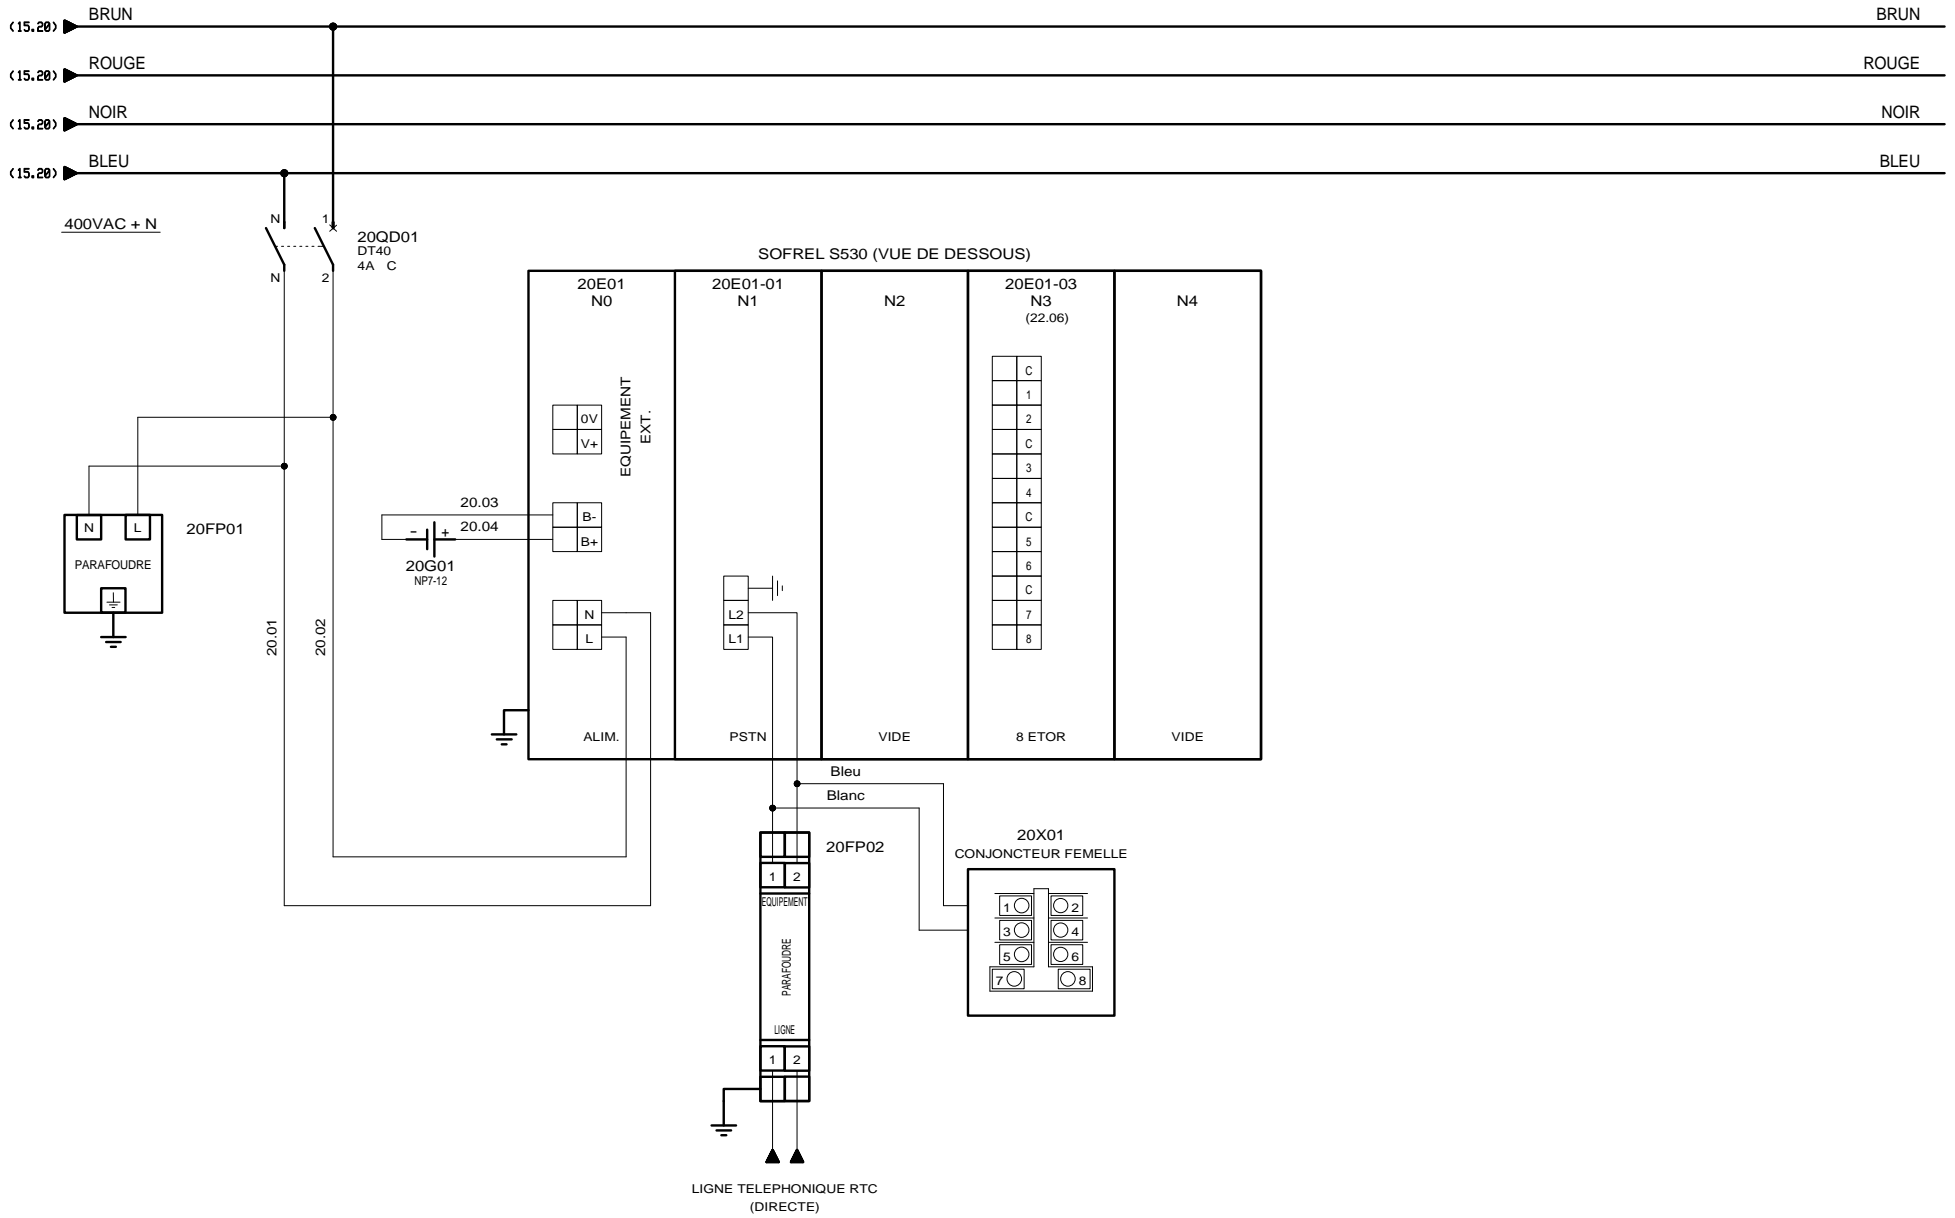 (15.20) BRUN BRUN
(15.20) ROUGE ROUGE
(15.20) NOIR NOIR
(15.20) BLEU BLEU
400VAC + N
N 1
20QD01
DT40
4A C
N 2
SOFREL S530 (VUE DE DESSOUS)
20E01
N0
20E01-01
N1
N2
20E01-03
N3
(22.06)
N4
EQUIPEMENT
EXT.
0V
V+
20.03
B-
20.04
B+
- +
20G01
NP7-12
N
L
L2
L1
C
1
2
C
3
4
C
5
6
C
7
8
N L
20FP01
PARAFOUDRE
20.01
20.02
ALIM.
PSTN
VIDE
8 ETOR
VIDE
Bleu
Blanc
20FP02
1 2
EQUIPEMENT
PARAFOUDRE
LIGNE
1 2
20X01
CONJONCTEUR FEMELLE
1 2
3 4
5 6
7 8
LIGNE TELEPHONIQUE RTC
(DIRECTE)